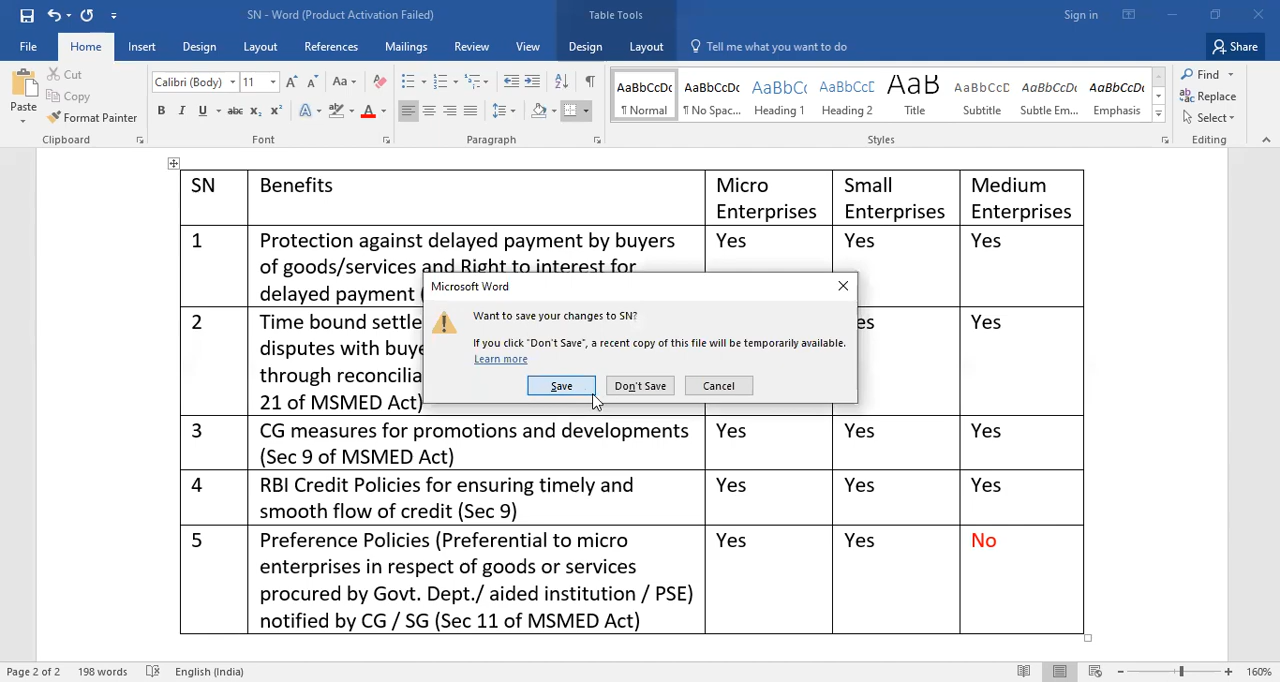 SN - Word (Product Activation Failed)
Table Tools
Sign in
File
Home
Insert
Design
Layout
References
Mailings
Review
View
Design
Layout
Tell me what you want to do
Share
Paste
Cut
Copy
Format Painter
Clipboard
Calibri (Body)
11
Aa
B I U abc x₂ x²
A
A
Font
Paragraph
AaBbCcDc
¶ Normal
AaBbCcDc
¶ No Spac...
AaBbCc
Heading 1
AaBbCcE
Heading 2
AaB
Title
AaBbCcD
Subtitle
AaBbCcDc
Subtle Em...
AaBbCcDc
Emphasis
Styles
Find
Replace
Select
Editing
SN
Benefits
Micro
Enterprises
Small
Enterprises
Medium
Enterprises
1
Protection against delayed payment by buyers
of goods/services and Right to interest for
delayed payment (
Yes
Yes
Yes
2
Time bound settle
disputes with buye
through reconcilia
21 of MSMED Act)
es
Yes
Microsoft Word
Want to save your changes to SN?
If you click "Don't Save", a recent copy of this file will be temporarily available.
Learn more
Save
Don't Save
Cancel
3
CG measures for promotions and developments
(Sec 9 of MSMED Act)
Yes
Yes
Yes
4
RBI Credit Policies for ensuring timely and
smooth flow of credit (Sec 9)
Yes
Yes
Yes
5
Preference Policies (Preferential to micro
enterprises in respect of goods or services
procured by Govt. Dept./ aided institution / PSE)
notified by CG / SG (Sec 11 of MSMED Act)
Yes
Yes
No
Page 2 of 2
198 words
English (India)
160%